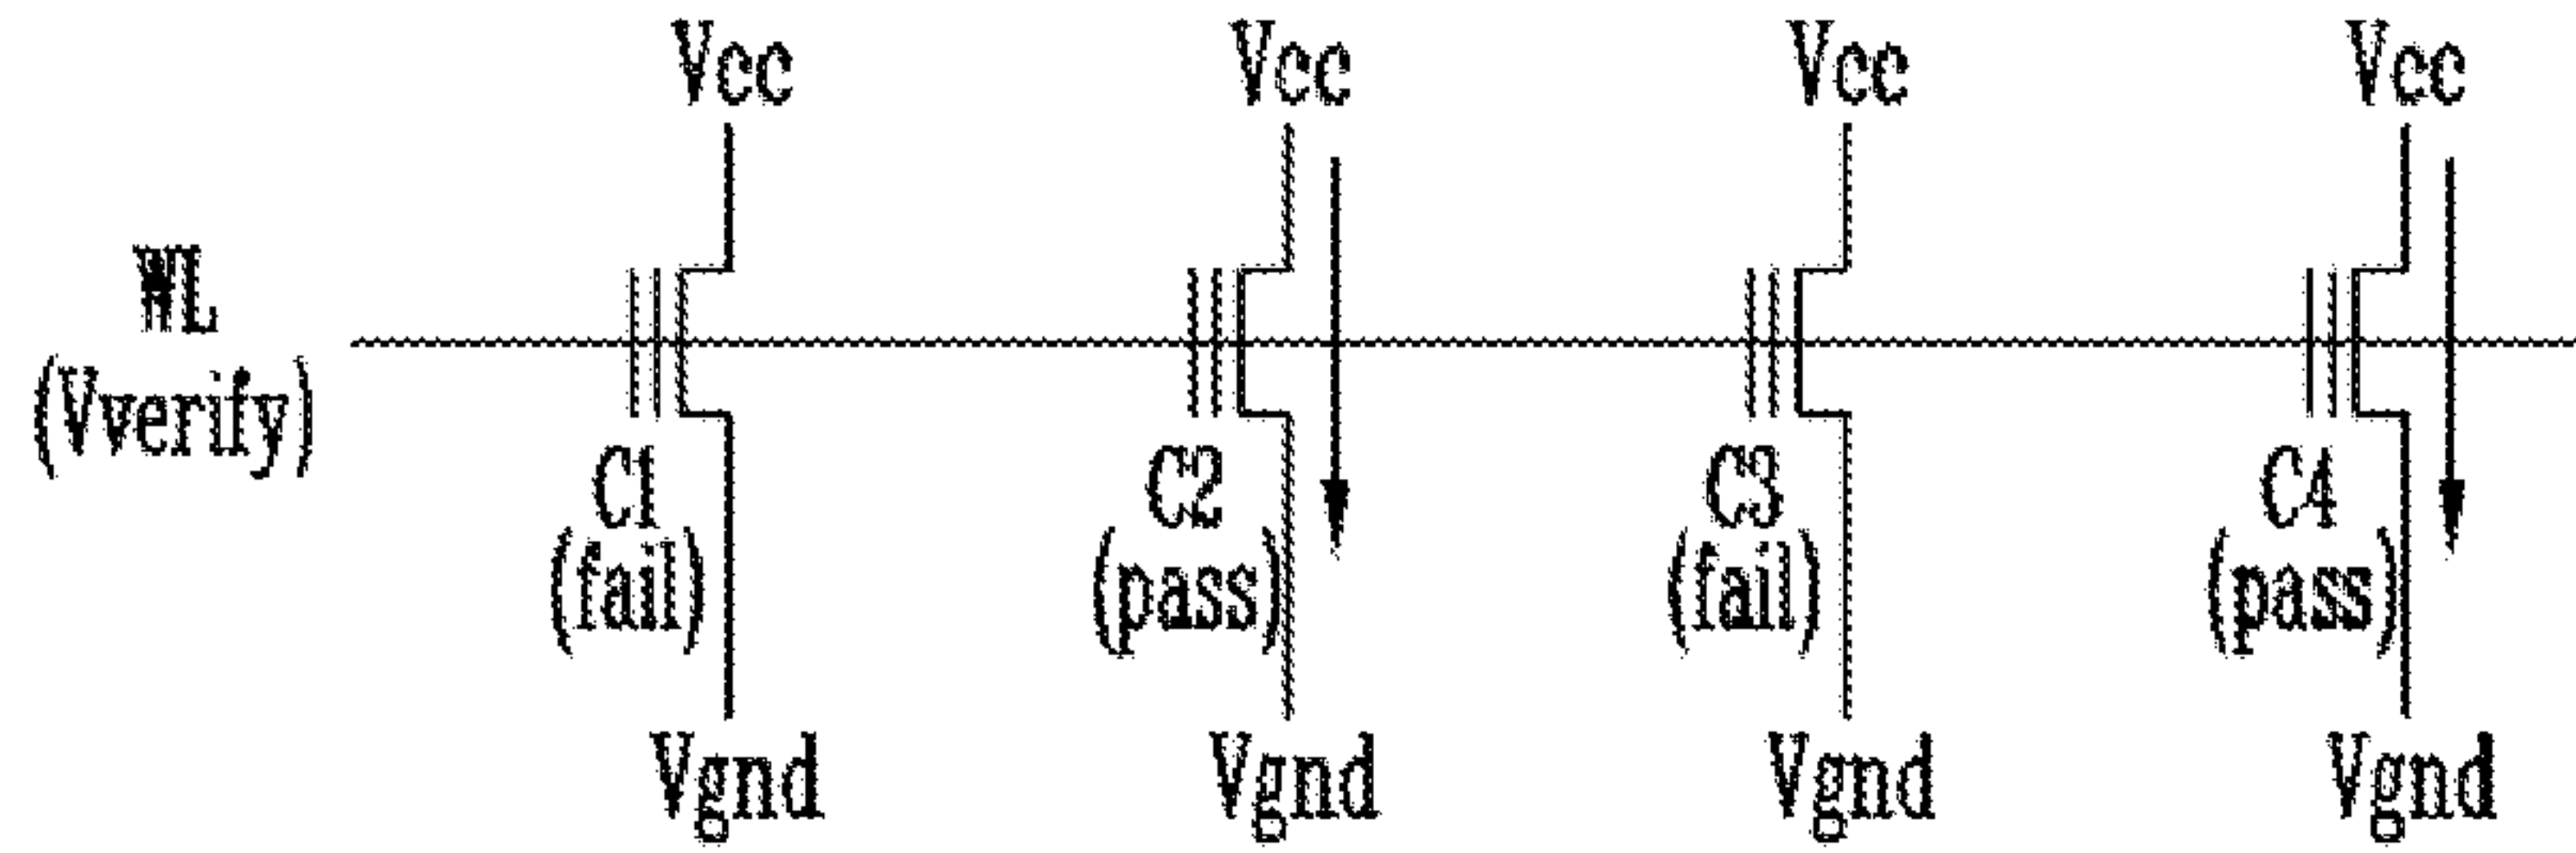 Vcc Vcc Vcc Vcc
WL
(Vverify)
C1 C2 C3 C4
(fail) (pass) (fail) (pass)
Vgnd Vgnd Vgnd Vgnd